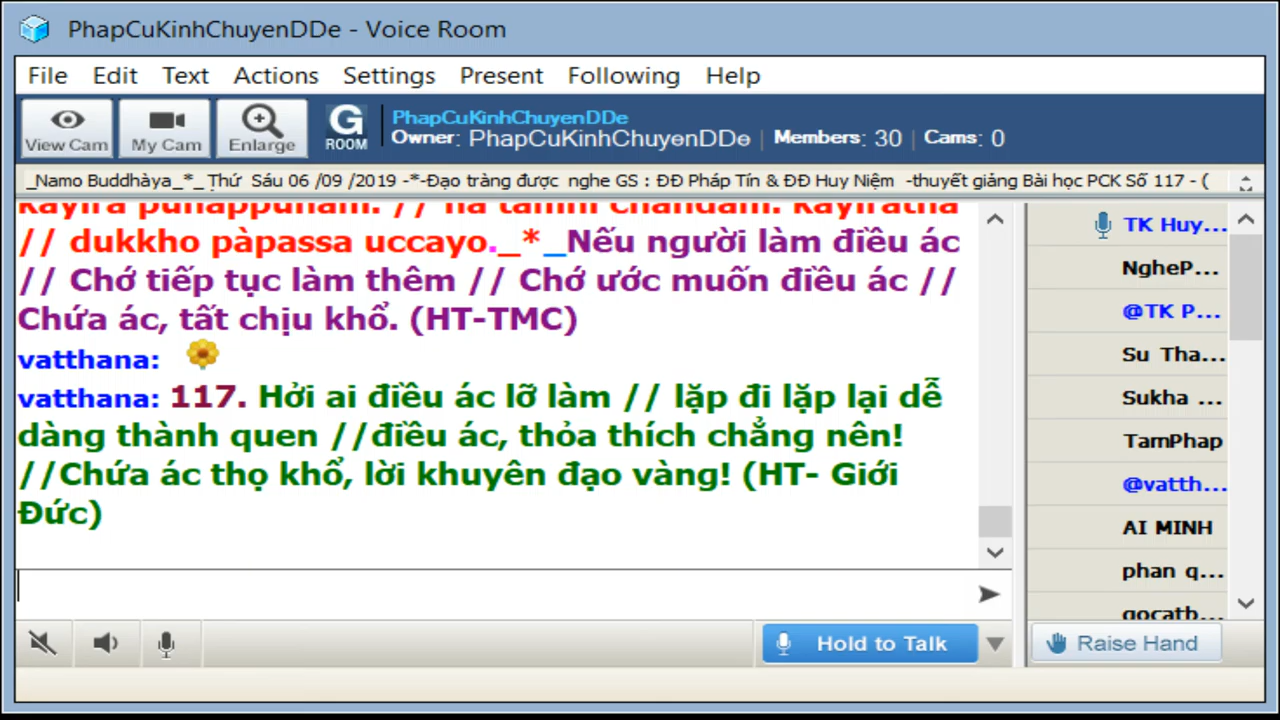 PhapCuKinhChuyenDDe - Voice Room
File Edit Text Actions Settings Present Following Help
View Cam My Cam Enlarge G ROOM
PhapCuKinhChuyenDDe
Owner: PhapCuKinhChuyenDDe | Members: 30 | Cams: 0
_Namo Buddhàya_*_ Thứ Sáu 06 /09 /2019 -*-Đạo tràng được nghe GS : ĐĐ Pháp Tín & ĐĐ Huy Niệm -thuyết giảng Bài học PCK Số 117 - (
// dukkho pàpassa uccayo._*_Nếu người làm điều ác
// Chớ tiếp tục làm thêm // Chớ ước muốn điều ác //
Chứa ác, tất chịu khổ. (HT-TMC)
vatthana:
vatthana: 117. Hởi ai điều ác lỡ làm // lặp đi lặp lại dễ
dàng thành quen //điều ác, thỏa thích chẳng nên!
//Chứa ác thọ khổ, lời khuyên đạo vàng! (HT- Giới
Đức)
TK Huy...
NgheP...
@TK P...
Su Tha...
Sukha ...
TamPhap
@vatth...
AI MINH
phan q...
gocatb...
Hold to Talk
Raise Hand